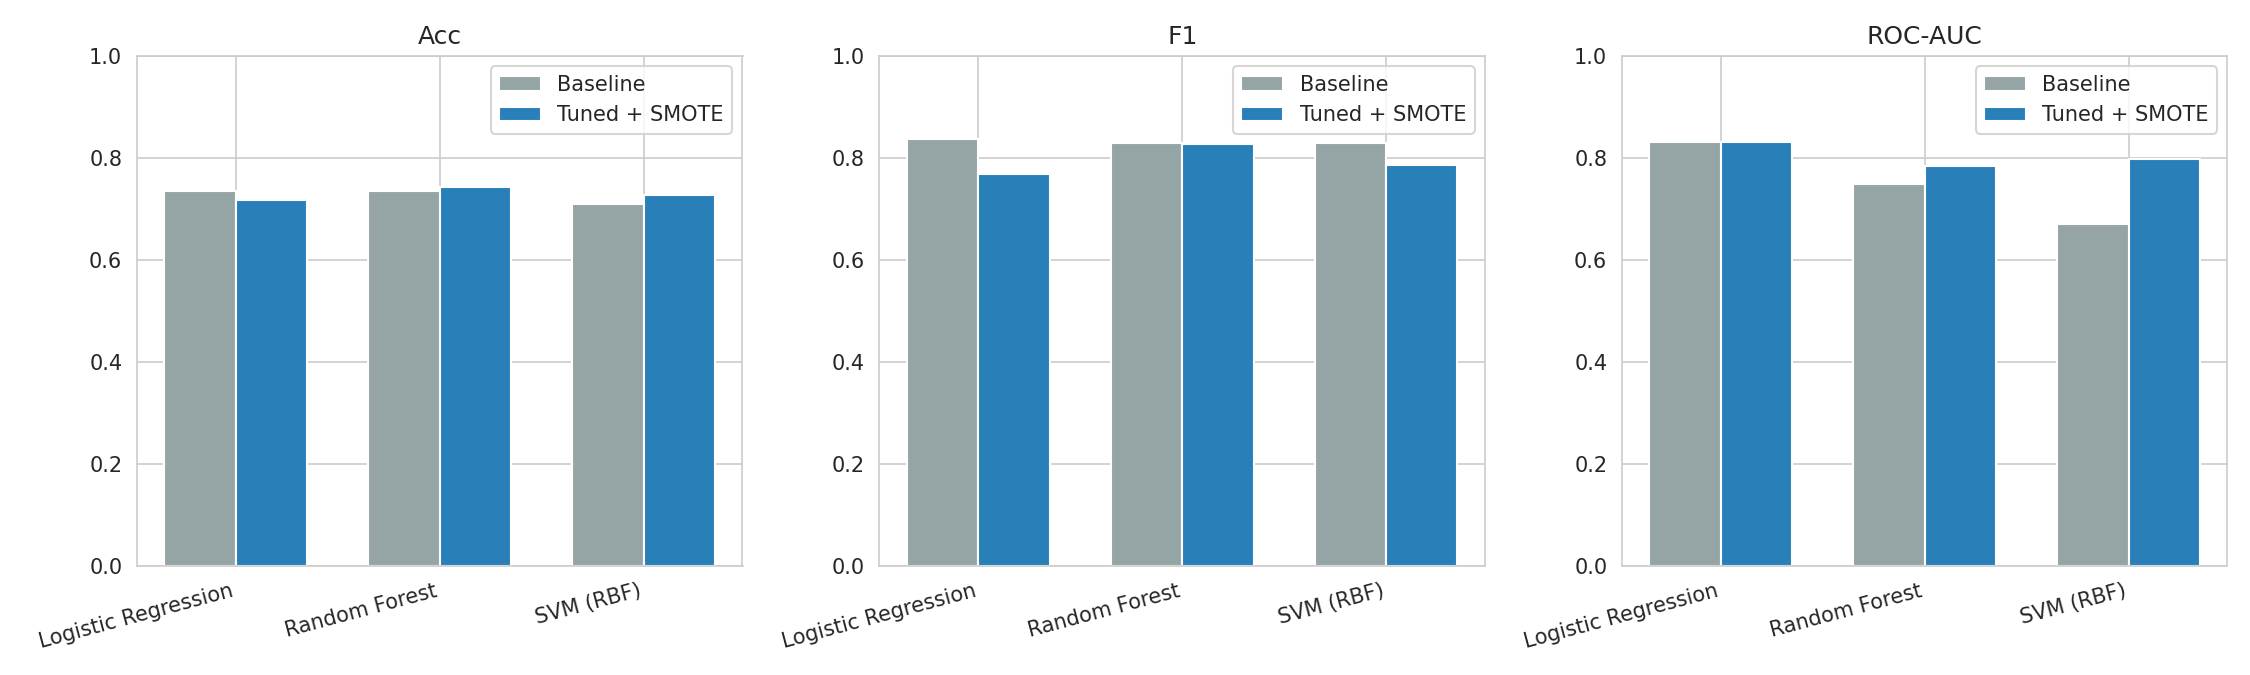 Acc
1.0
0.8
0.6
0.4
0.2
0.0
Baseline
Tuned + SMOTE
Logistic Regression
Random Forest
SVM (RBF)
F1
1.0
0.8
0.6
0.4
0.2
0.0
Baseline
Tuned + SMOTE
Logistic Regression
Random Forest
SVM (RBF)
ROC-AUC
1.0
0.8
0.6
0.4
0.2
0.0
Baseline
Tuned + SMOTE
Logistic Regression
Random Forest
SVM (RBF)